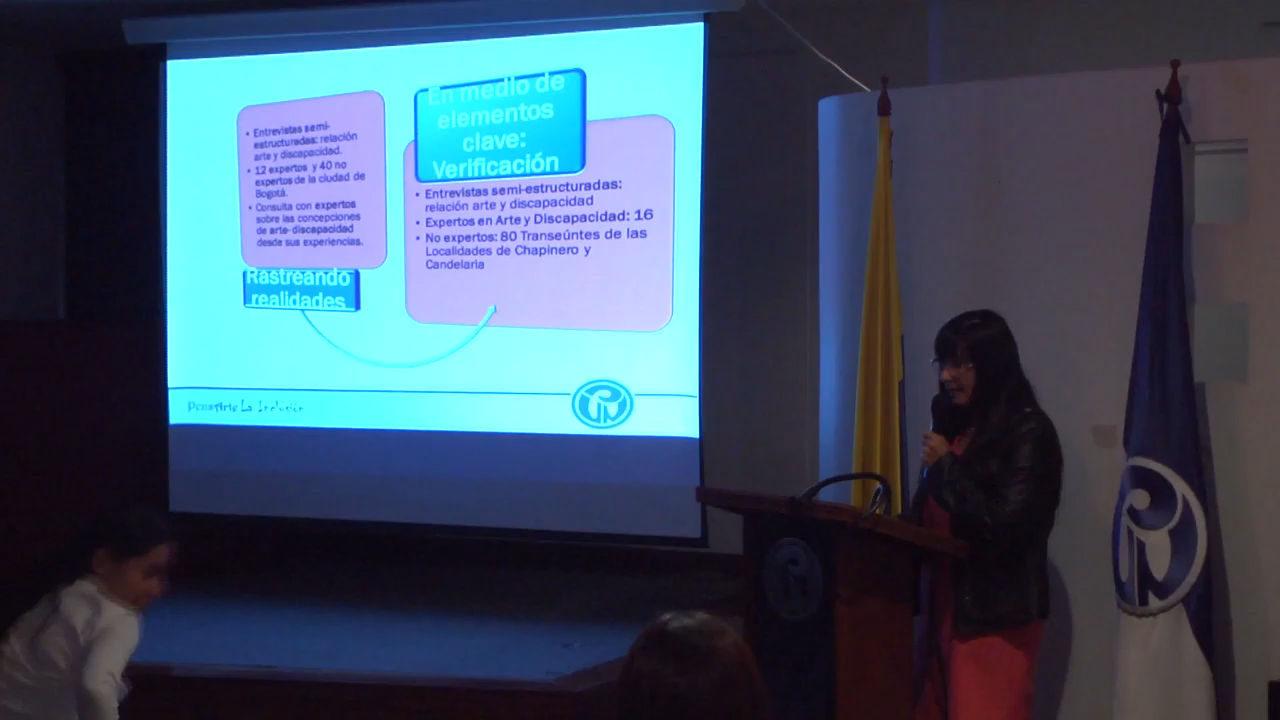 • Entrevistas semi-
estructuradas: relación
arte y discapacidad.
• 12 expertos y 40 no
expertos de la ciudad de
Bogotá.
• Consulta con expertos
sobre las concepciones
de arte-discapacidad
desde sus experiencias.
Rastreando
realidades
En medio de
elementos
clave:
Verificación
• Entrevistas semi-estructuradas:
relación arte y discapacidad
• Expertos en Arte y Discapacidad: 16
• No expertos: 80 Transeúntes de las
Localidades de Chapinero y
Candelaria
PensArte La Inclusión